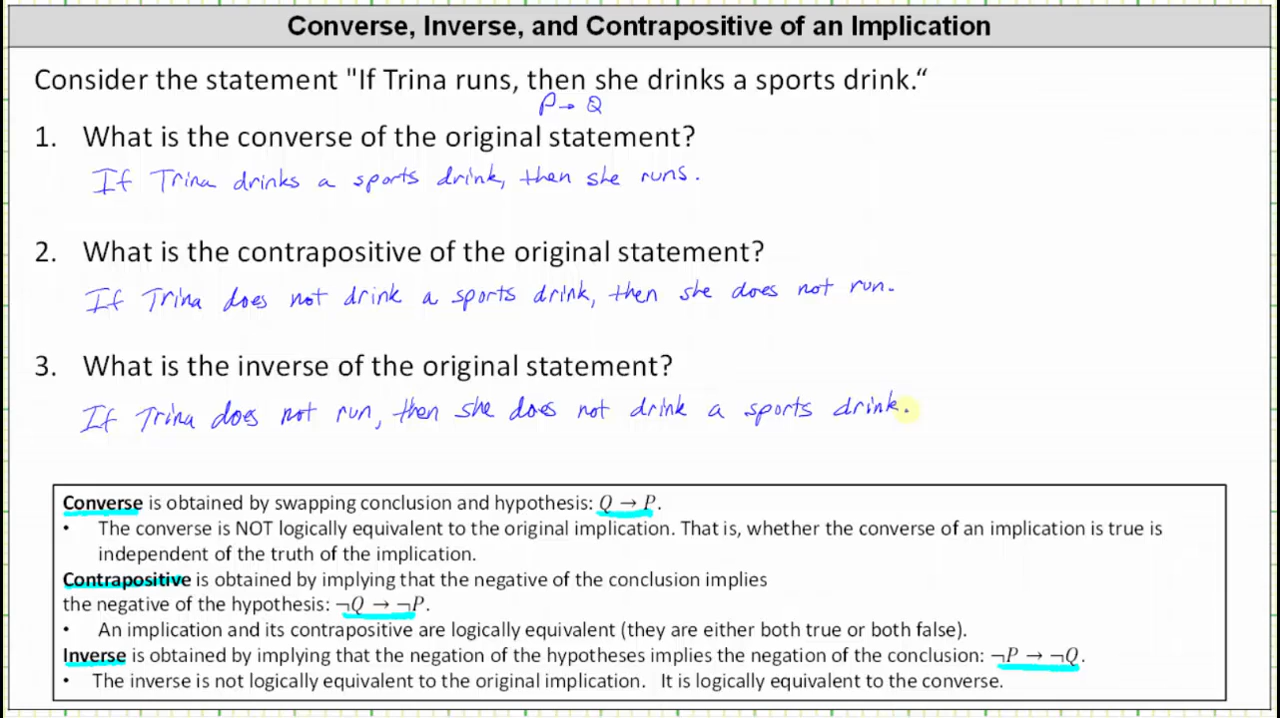 Converse, Inverse, and Contrapositive of an Implication
Consider the statement "If Trina runs, then she drinks a sports drink.“
P → Q
1. What is the converse of the original statement?
If Trina drinks a sports drink, then she runs.
2. What is the contrapositive of the original statement?
If Trina does not drink a sports drink, then she does not run.
3. What is the inverse of the original statement?
If Trina does not run, then she does not drink a sports drink.
Converse is obtained by swapping conclusion and hypothesis: Q → P.
• The converse is NOT logically equivalent to the original implication. That is, whether the converse of an implication is true is
independent of the truth of the implication.
Contrapositive is obtained by implying that the negative of the conclusion implies
the negative of the hypothesis: ¬Q → ¬P.
• An implication and its contrapositive are logically equivalent (they are either both true or both false).
Inverse is obtained by implying that the negation of the hypotheses implies the negation of the conclusion: ¬P → ¬Q.
• The inverse is not logically equivalent to the original implication. It is logically equivalent to the converse.